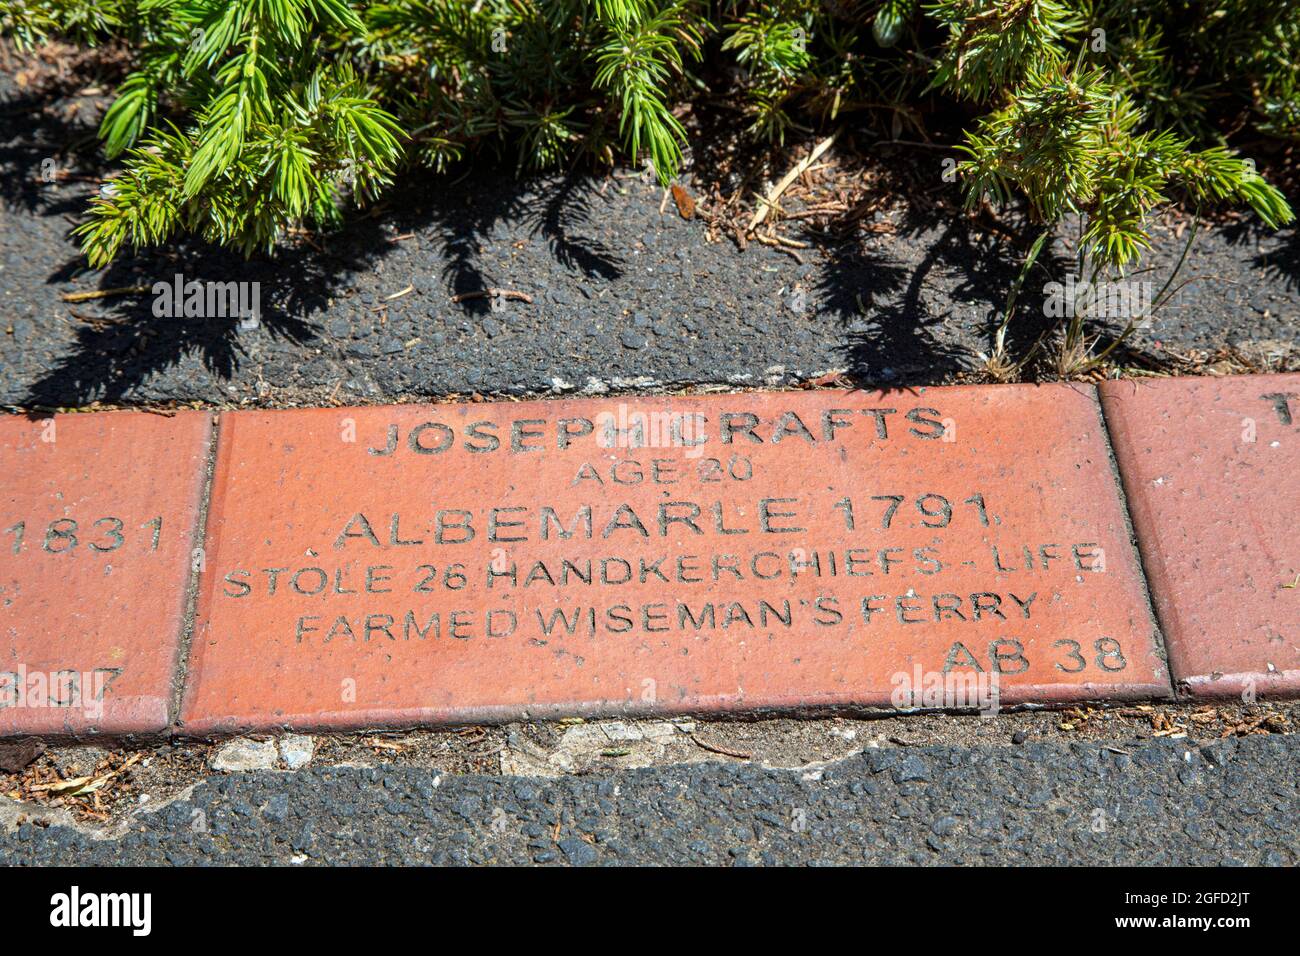 JOSEPH CRAFTS
AGE 20
ALBEMARLE 1791
STOLE 26 HANDKERCHIEFS - LIFE
FARMED WISEMAN'S FERRY
AB 38
1831
37
T
alamy
Image ID: 2GFD2JT
www.alamy.com